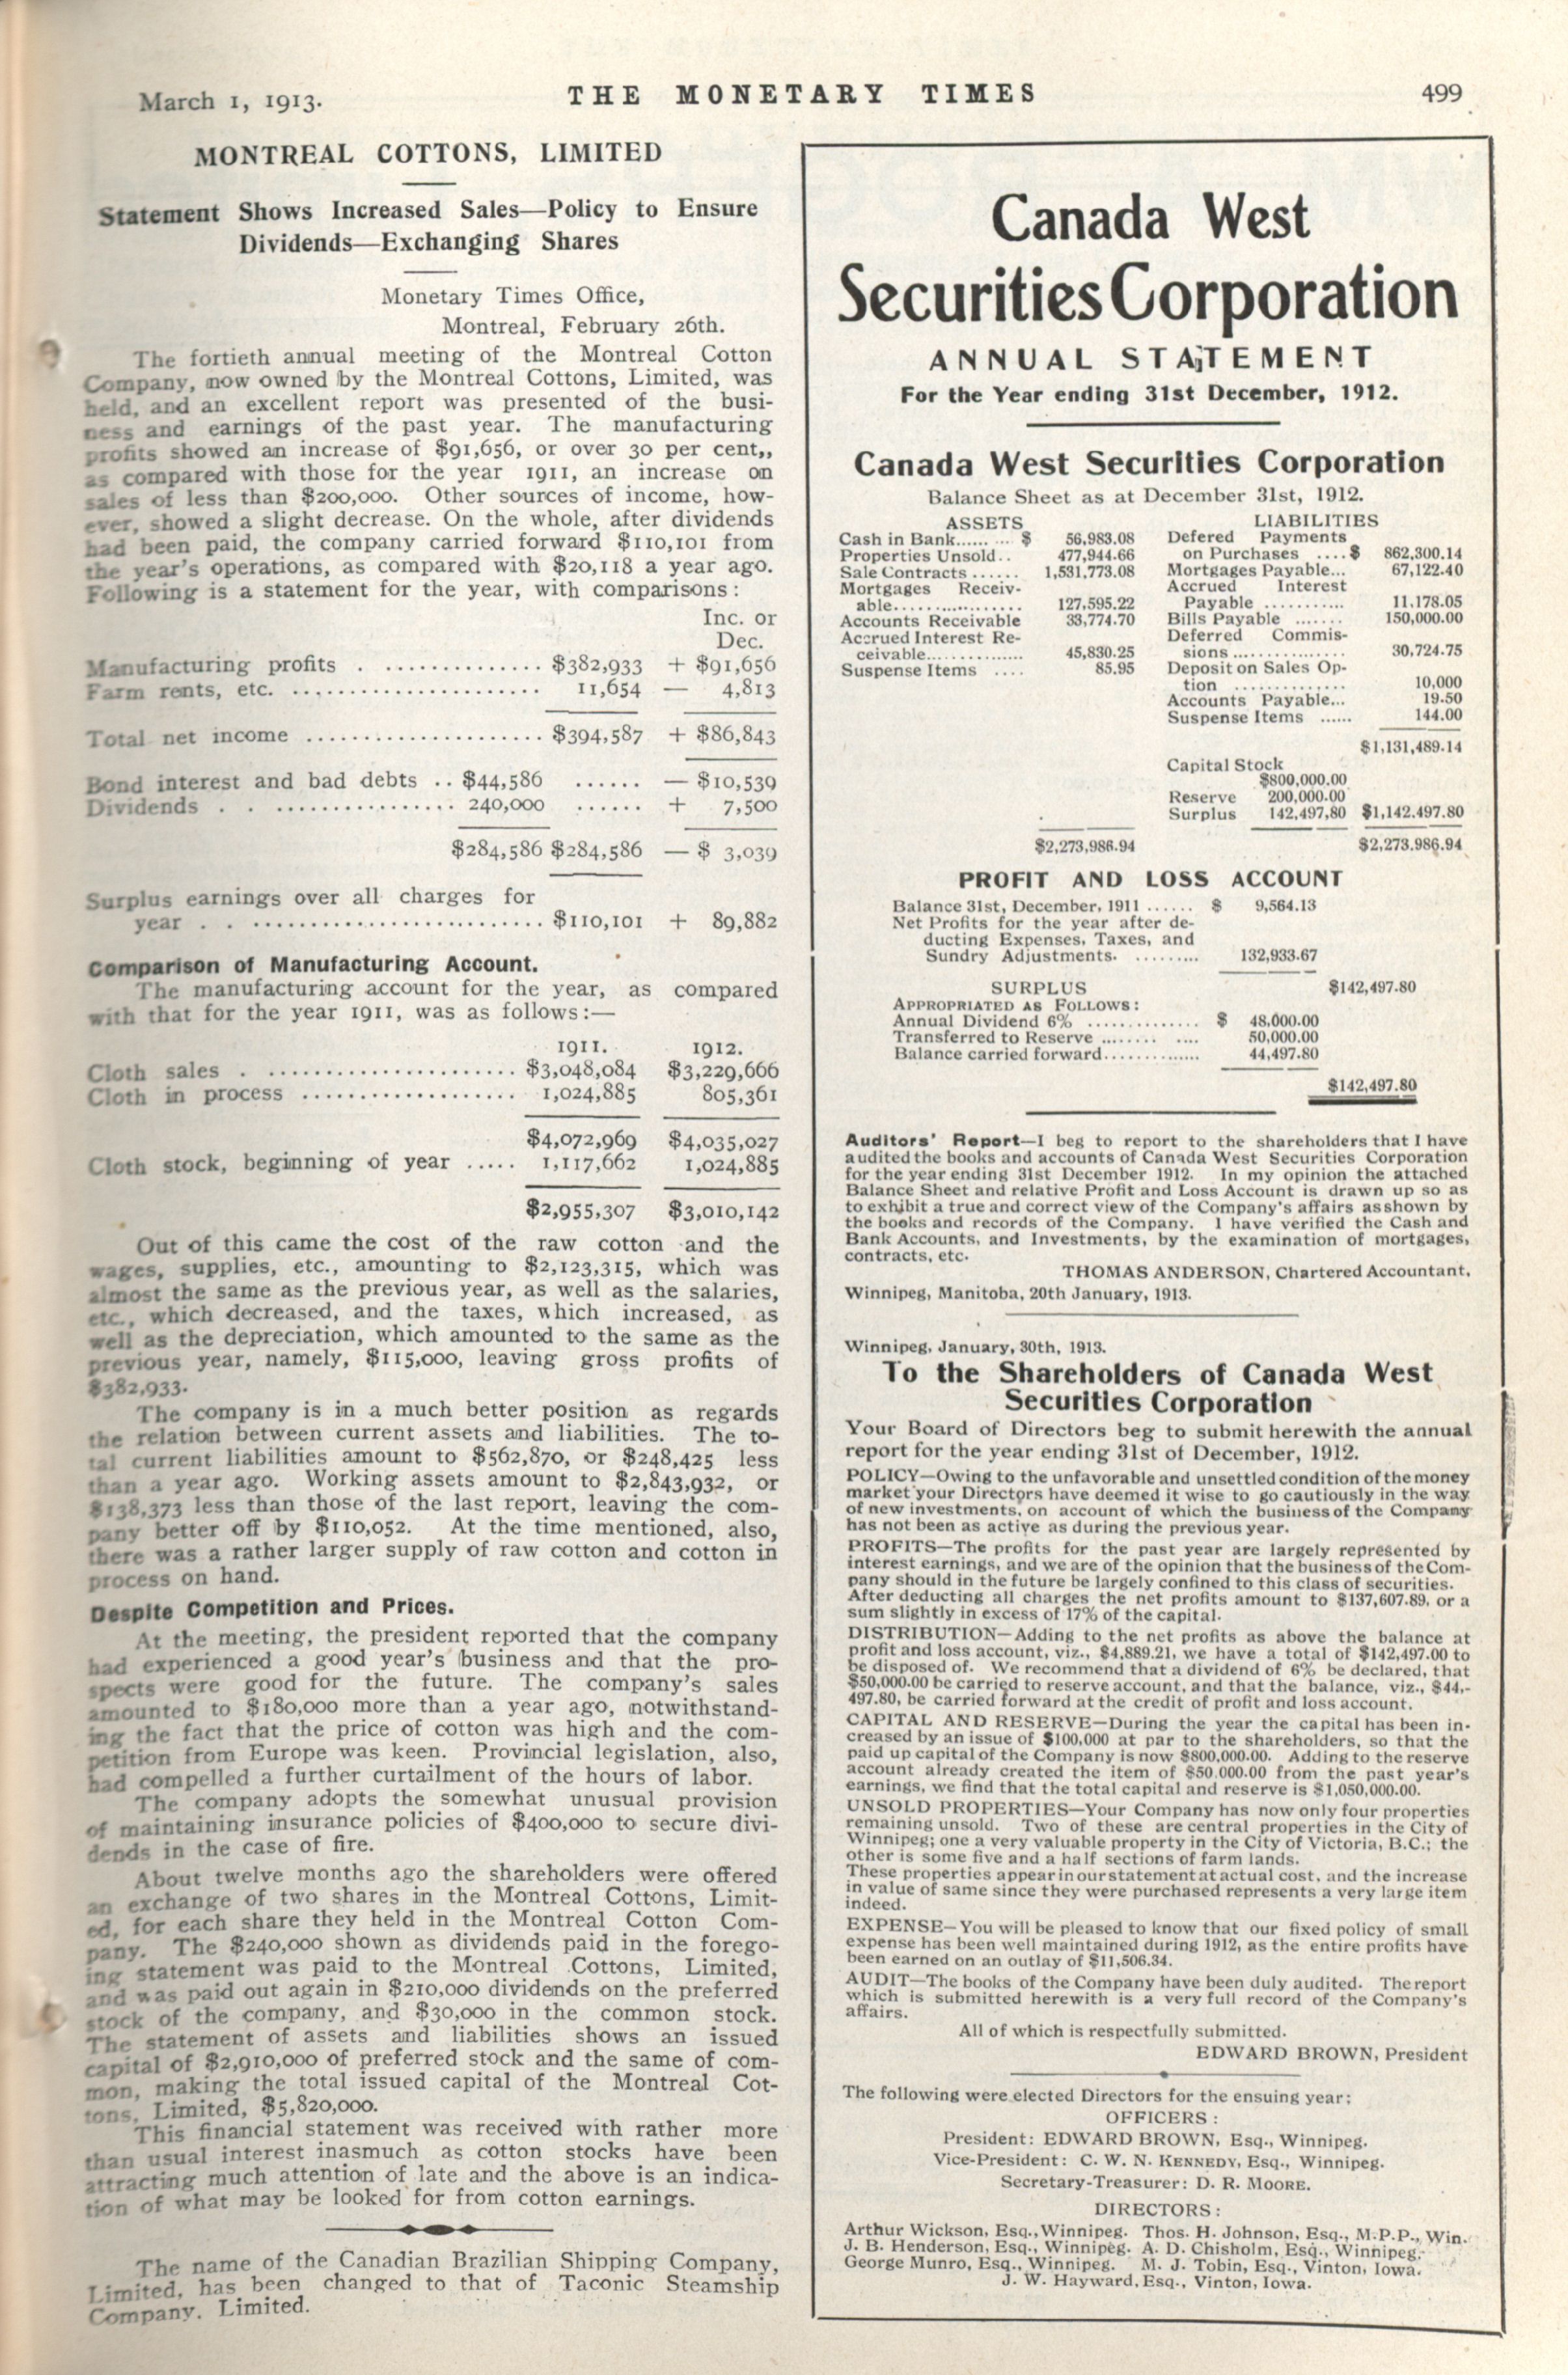 March 1, 1913.
THE MONETARY TIMES
499
MONTREAL COTTONS, LIMITED
Statement Shows Increased Sales—Policy to Ensure
Dividends—Exchanging Shares
Monetary Times Office,
Montreal, February 26th.
The fortieth annual meeting of the Montreal Cotton
Company, now owned by the Montreal Cottons, Limited, was
held, and an excellent report was presented of the busi-
ness and earnings of the past year. The manufacturing
profits showed an increase of $91,656, or over 30 per cent,,
as compared with those for the year 1911, an increase on
sales of less than $200,000. Other sources of income, how-
ever, showed a slight decrease. On the whole, after dividends
had been paid, the company carried forward $110,101 from
the year's operations, as compared with $20,118 a year ago.
Following is a statement for the year, with comparisons:
Inc. or
Dec.
Manufacturing profits . .............. $382,933 + $91,656
Farm rents, etc. ...................... 11,654 — 4,813
Total net income ..................... $394,587 + $86,843
Bond interest and bad debts .. $44,586 ...... — $10,539
Dividends . . ................ 240,000 ...... + 7,500
$284,586 $284,586 — $ 3,039
Surplus earnings over all charges for
year . . .......................... $110,101 + 89,882
Comparison of Manufacturing Account.
The manufacturing account for the year, as compared
with that for the year 1911, was as follows:—
1911. 1912.
Cloth sales . ...................... $3,048,084 $3,229,666
Cloth in process ................... 1,024,885 805,361
$4,072,969 $4,035,027
Cloth stock, beginning of year ..... 1,117,662 1,024,885
$2,955,307 $3,010,142
Out of this came the cost of the raw cotton and the
wages, supplies, etc., amounting to $2,123,315, which was
almost the same as the previous year, as well as the salaries,
etc., which decreased, and the taxes, which increased, as
well as the depreciation, which amounted to the same as the
previous year, namely, $115,000, leaving gross profits of
$382,933.
The company is in a much better position as regards
the relation between current assets and liabilities. The to-
tal current liabilities amount to $562,870, or $248,425 less
than a year ago. Working assets amount to $2,843,932, or
$138,373 less than those of the last report, leaving the com-
pany better off by $110,052. At the time mentioned, also,
there was a rather larger supply of raw cotton and cotton in
process on hand.
Despite Competition and Prices.
At the meeting, the president reported that the company
had experienced a good year's business and that the pro-
spects were good for the future. The company's sales
amounted to $180,000 more than a year ago, notwithstand-
ing the fact that the price of cotton was high and the com-
petition from Europe was keen. Provincial legislation, also,
had compelled a further curtailment of the hours of labor.
The company adopts the somewhat unusual provision
of maintaining insurance policies of $400,000 to secure divi-
dends in the case of fire.
About twelve months ago the shareholders were offered
an exchange of two shares in the Montreal Cottons, Limit-
ed, for each share they held in the Montreal Cotton Com-
pany. The $240,000 shown as dividends paid in the forego-
ing statement was paid to the Montreal Cottons, Limited,
and was paid out again in $210,000 dividends on the preferred
stock of the company, and $30,000 in the common stock.
The statement of assets and liabilities shows an issued
capital of $2,910,000 of preferred stock and the same of com-
mon, making the total issued capital of the Montreal Cot-
tons, Limited, $5,820,000.
This financial statement was received with rather more
than usual interest inasmuch as cotton stocks have been
attracting much attention of late and the above is an indica-
tion of what may be looked for from cotton earnings.
The name of the Canadian Brazilian Shipping Company,
Limited, has been changed to that of Taconic Steamship
Company, Limited.
Canada West
Securities Corporation
ANNUAL STATEMENT
For the Year ending 31st December, 1912.
Canada West Securities Corporation
Balance Sheet as at December 31st, 1912.
ASSETS
Cash in Bank...... ... $ 56,983.08
Properties Unsold.. 477,944.66
Sale Contracts ...... 1,531,773.08
Mortgages Receiv-
able.................. 127,595.22
Accounts Receivable 33,774.70
Accrued Interest Re-
ceivable............... 45,830.25
Suspense Items .... 85.95
$2,273,986.94
LIABILITIES
Defered Payments
on Purchases ....$ 862,300.14
Mortgages Payable... 67,122.40
Accrued Interest
Payable ........... 11,178.05
Bills Payable ....... 150,000.00
Deferred Commis-
sions ................ 30,724.75
Deposit on Sales Op-
tion .............. 10,000
Accounts Payable... 19.50
Suspense Items ...... 144.00
$1,131,489.14
Capital Stock
$800,000.00
Reserve 200,000.00
Surplus 142,497,80 $1,142,497.80
$2,273.986.94
PROFIT AND LOSS ACCOUNT
Balance 31st, December, 1911 ...... $ 9,564.13
Net Profits for the year after de-
ducting Expenses, Taxes, and
Sundry Adjustments. ......... 132,933.67
SURPLUS $142,497.80
APPROPRIATED AS FOLLOWS:
Annual Dividend 6% .............. $ 48,000.00
Transferred to Reserve ........ .... 50,000.00
Balance carried forward.............. 44,497.80
$142,497.80
Auditors' Report—I beg to report to the shareholders that I have
audited the books and accounts of Canada West Securities Corporation
for the year ending 31st December 1912. In my opinion the attached
Balance Sheet and relative Profit and Loss Account is drawn up so as
to exhibit a true and correct view of the Company's affairs as shown by
the books and records of the Company. I have verified the Cash and
Bank Accounts, and Investments, by the examination of mortgages,
contracts, etc.
THOMAS ANDERSON, Chartered Accountant.
Winnipeg, Manitoba, 20th January, 1913.
Winnipeg, January, 30th, 1913.
To the Shareholders of Canada West
Securities Corporation
Your Board of Directors beg to submit herewith the annual
report for the year ending 31st of December, 1912.
POLICY—Owing to the unfavorable and unsettled condition of the money
market your Directors have deemed it wise to go cautiously in the way
of new investments, on account of which the business of the Company
has not been as active as during the previous year.
PROFITS—The profits for the past year are largely represented by
interest earnings, and we are of the opinion that the business of the Com-
pany should in the future be largely confined to this class of securities.
After deducting all charges the net profits amount to $137,607.89, or a
sum slightly in excess of 17% of the capital.
DISTRIBUTION—Adding to the net profits as above the balance at
profit and loss account, viz., $4,889.21, we have a total of $142,497.00 to
be disposed of. We recommend that a dividend of 6% be declared, that
$50,000.00 be carried to reserve account, and that the balance, viz., $44,-
497.80, be carried forward at the credit of profit and loss account.
CAPITAL AND RESERVE—During the year the capital has been in-
creased by an issue of $100,000 at par to the shareholders, so that the
paid up capital of the Company is now $800,000.00. Adding to the reserve
account already created the item of $50.000.00 from the past year's
earnings, we find that the total capital and reserve is $1,050,000.00.
UNSOLD PROPERTIES—Your Company has now only four properties
remaining unsold. Two of these are central properties in the City of
Winnipeg; one a very valuable property in the City of Victoria, B.C.; the
other is some five and a half sections of farm lands.
These properties appear in our statement at actual cost, and the increase
in value of same since they were purchased represents a very large item
indeed.
EXPENSE—You will be pleased to know that our fixed policy of small
expense has been well maintained during 1912, as the entire profits have
been earned on an outlay of $11,506.34.
AUDIT—The books of the Company have been duly audited. The report
which is submitted herewith is a very full record of the Company's
affairs.
All of which is respectfully submitted.
EDWARD BROWN, President
The following were elected Directors for the ensuing year:
OFFICERS:
President: EDWARD BROWN, Esq., Winnipeg.
Vice-President: C. W. N. KENNEDY, Esq., Winnipeg.
Secretary-Treasurer: D. R. MOORE.
DIRECTORS:
Arthur Wickson, Esq., Winnipeg. Thos. H. Johnson, Esq., M.P.P., Win.
J. B. Henderson, Esq., Winnipeg. A. D. Chisholm, Esq., Winnipeg.
George Munro, Esq., Winnipeg. M. J. Tobin, Esq., Vinton, Iowa.
J. W. Hayward, Esq., Vinton, Iowa.